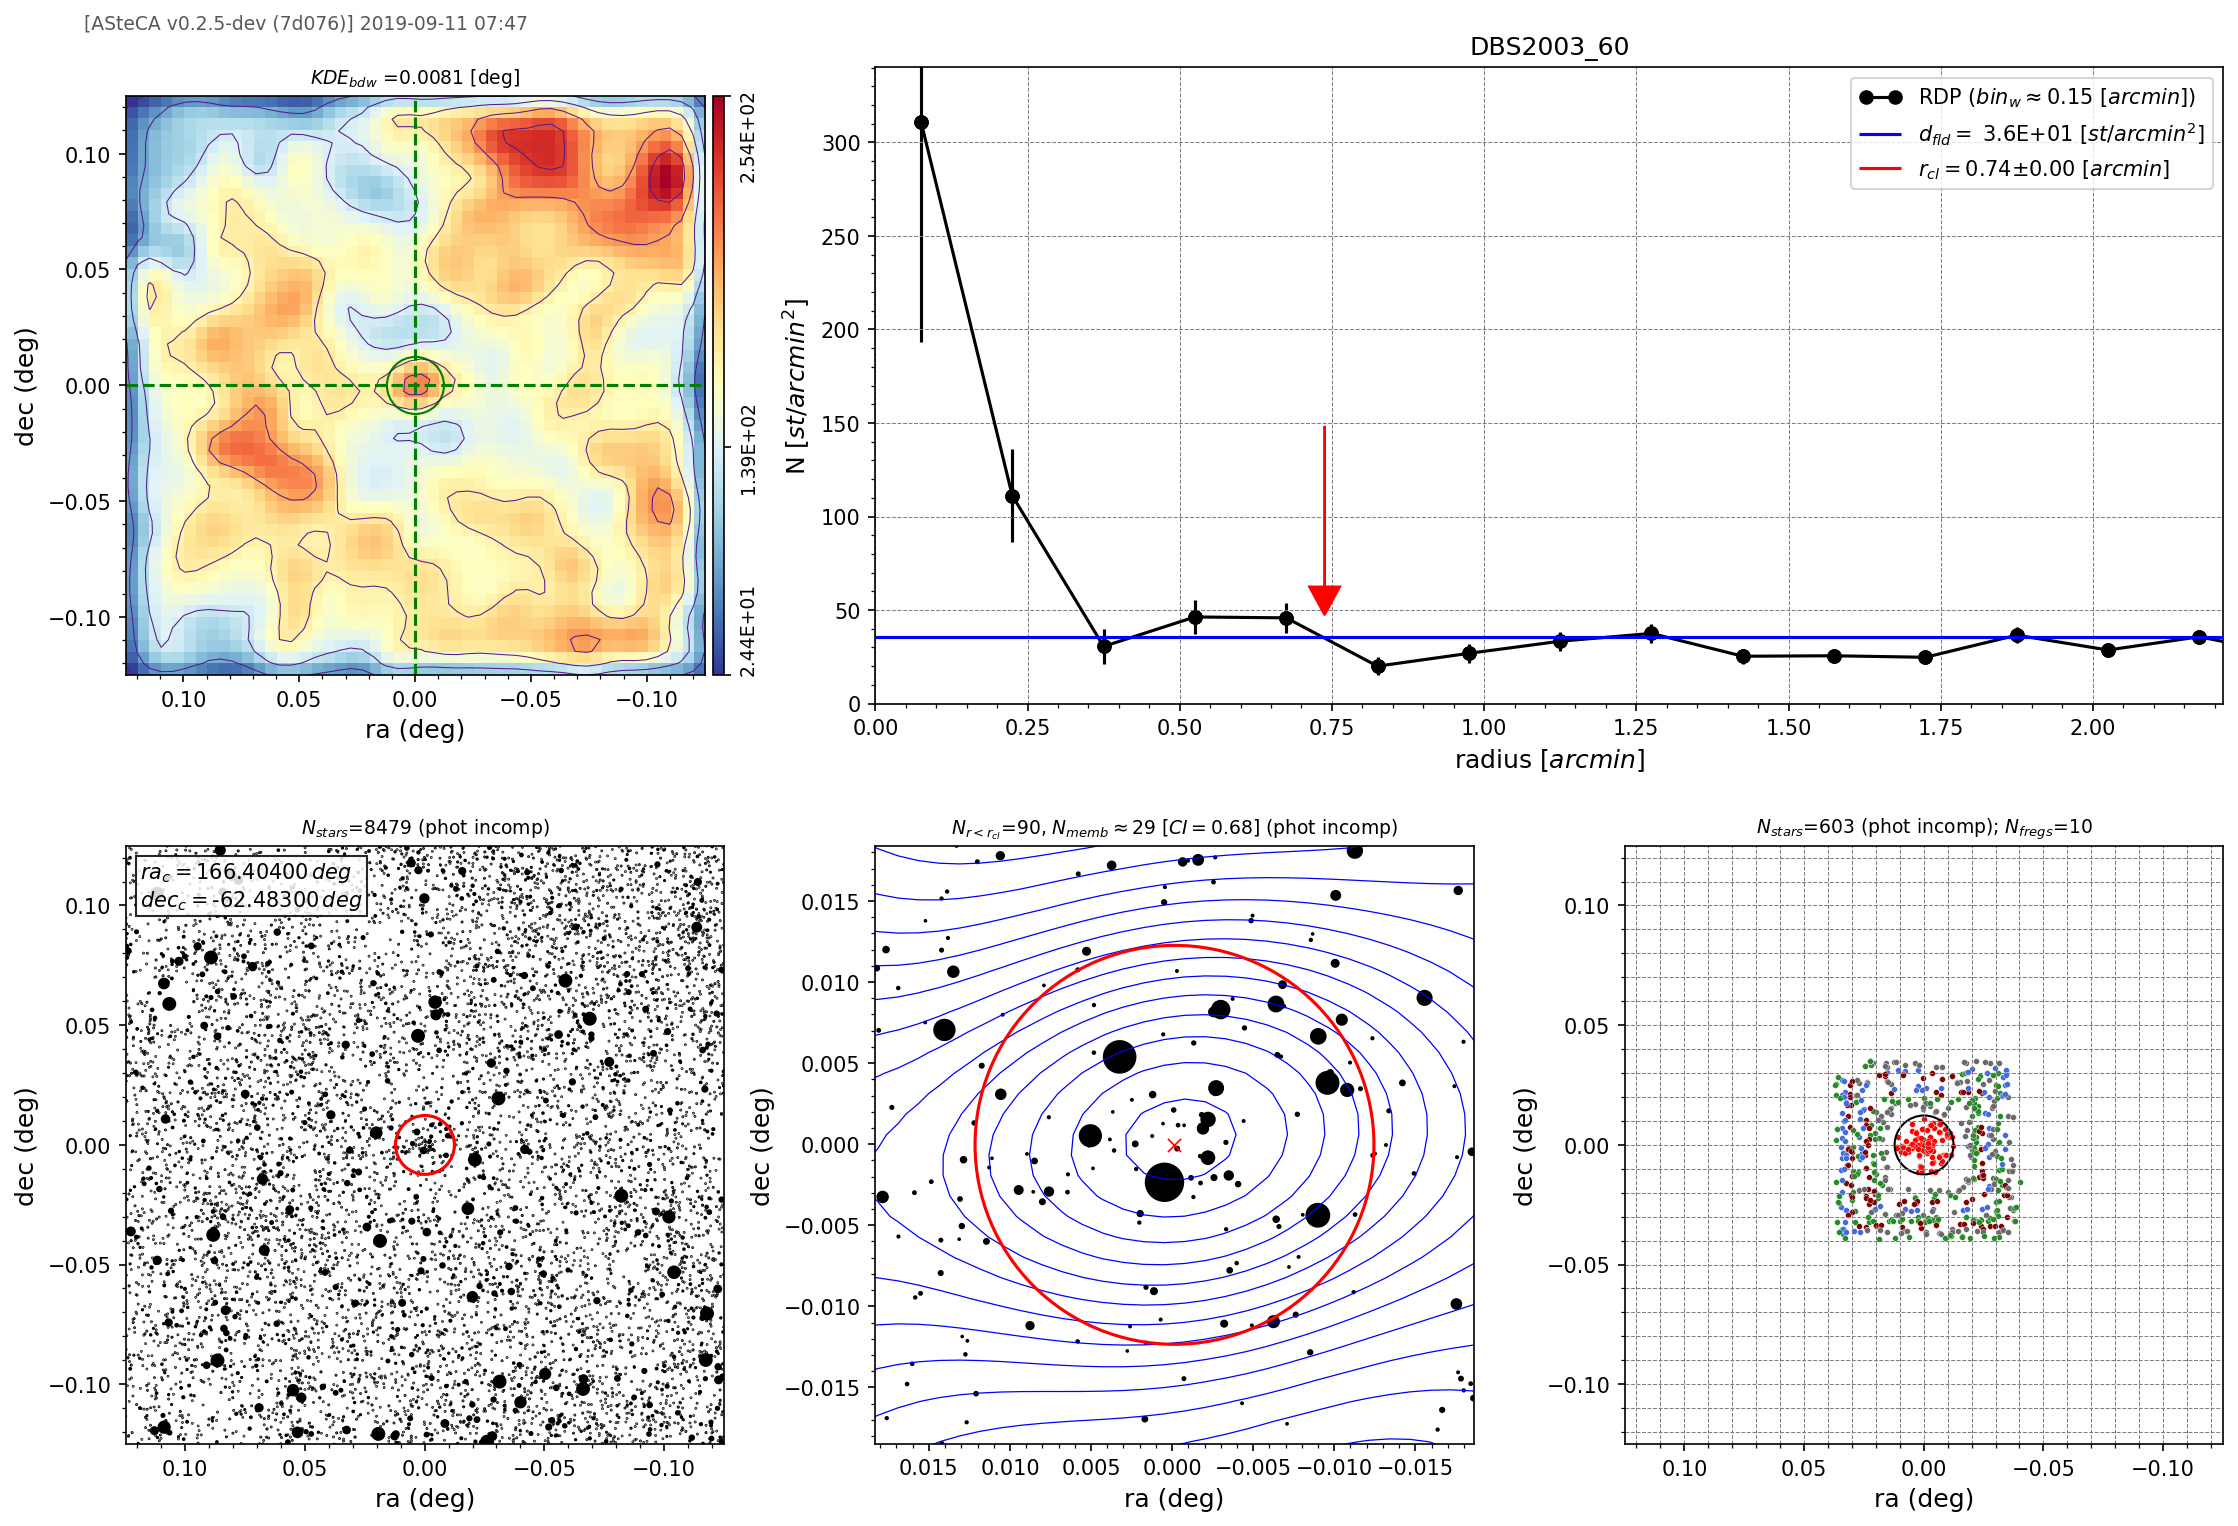 [ASteCA v0.2.5-dev (7d076)] 2019-09-11 07:47
KDE_bdw =0.0081 [deg]
0.10
0.05
0.00
−0.05
−0.10
dec (deg)
0.10 0.05 0.00 −0.05 −0.10
ra (deg)
2.54E+02
1.39E+02
2.44E+01
DBS2003_60
RDP (bin_w≈0.15 [arcmin])
d_fld = 3.6E+01 [st/arcmin²]
r_cl=0.74±0.00 [arcmin]
300
250
200
150
100
50
0
N [st/arcmin²]
0.00 0.25 0.50 0.75 1.00 1.25 1.50 1.75 2.00
radius [arcmin]
N_stars=8479 (phot incomp)
ra_c = 166.40400 deg
dec_c = -62.48300 deg
0.10
0.05
0.00
−0.05
−0.10
dec (deg)
0.10 0.05 0.00 −0.05 −0.10
ra (deg)
N_r<r_cl=90, N_memb≈29 [CI = 0.68] (phot incomp)
0.015
0.010
0.005
0.000
−0.005
−0.010
−0.015
dec (deg)
0.015 0.010 0.005 0.000 −0.005 −0.010 −0.015
ra (deg)
N_stars=603 (phot incomp); N_fregs=10
0.10
0.05
0.00
−0.05
−0.10
dec (deg)
0.10 0.05 0.00 −0.05 −0.10
ra (deg)